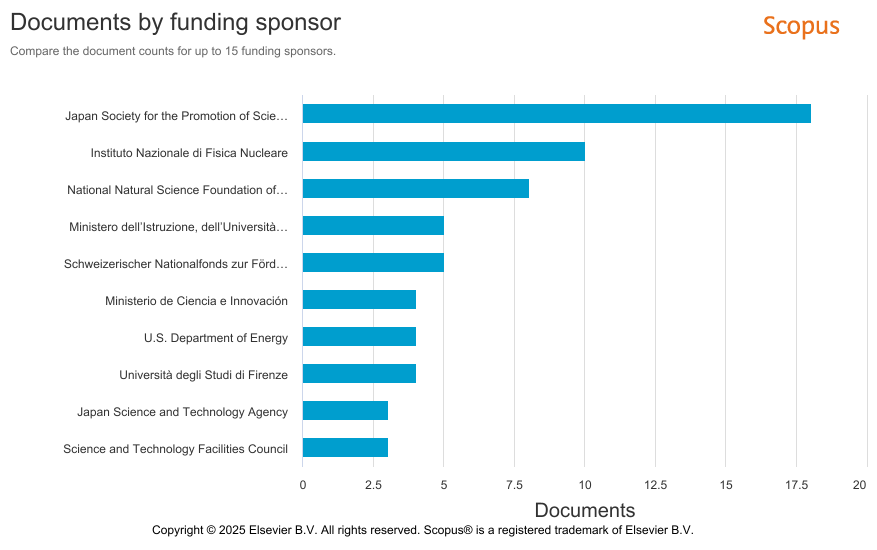 Documents by funding sponsor
Scopus
Compare the document counts for up to 15 funding sponsors.
Japan Society for the Promotion of Scie…
Instituto Nazionale di Fisica Nucleare
National Natural Science Foundation of…
Ministero dell’Istruzione, dell’Università…
Schweizerischer Nationalfonds zur Förd…
Ministerio de Ciencia e Innovación
U.S. Department of Energy
Università degli Studi di Firenze
Japan Science and Technology Agency
Science and Technology Facilities Council
0 2.5 5 7.5 10 12.5 15 17.5 20
Documents
Copyright © 2025 Elsevier B.V. All rights reserved. Scopus® is a registered trademark of Elsevier B.V.